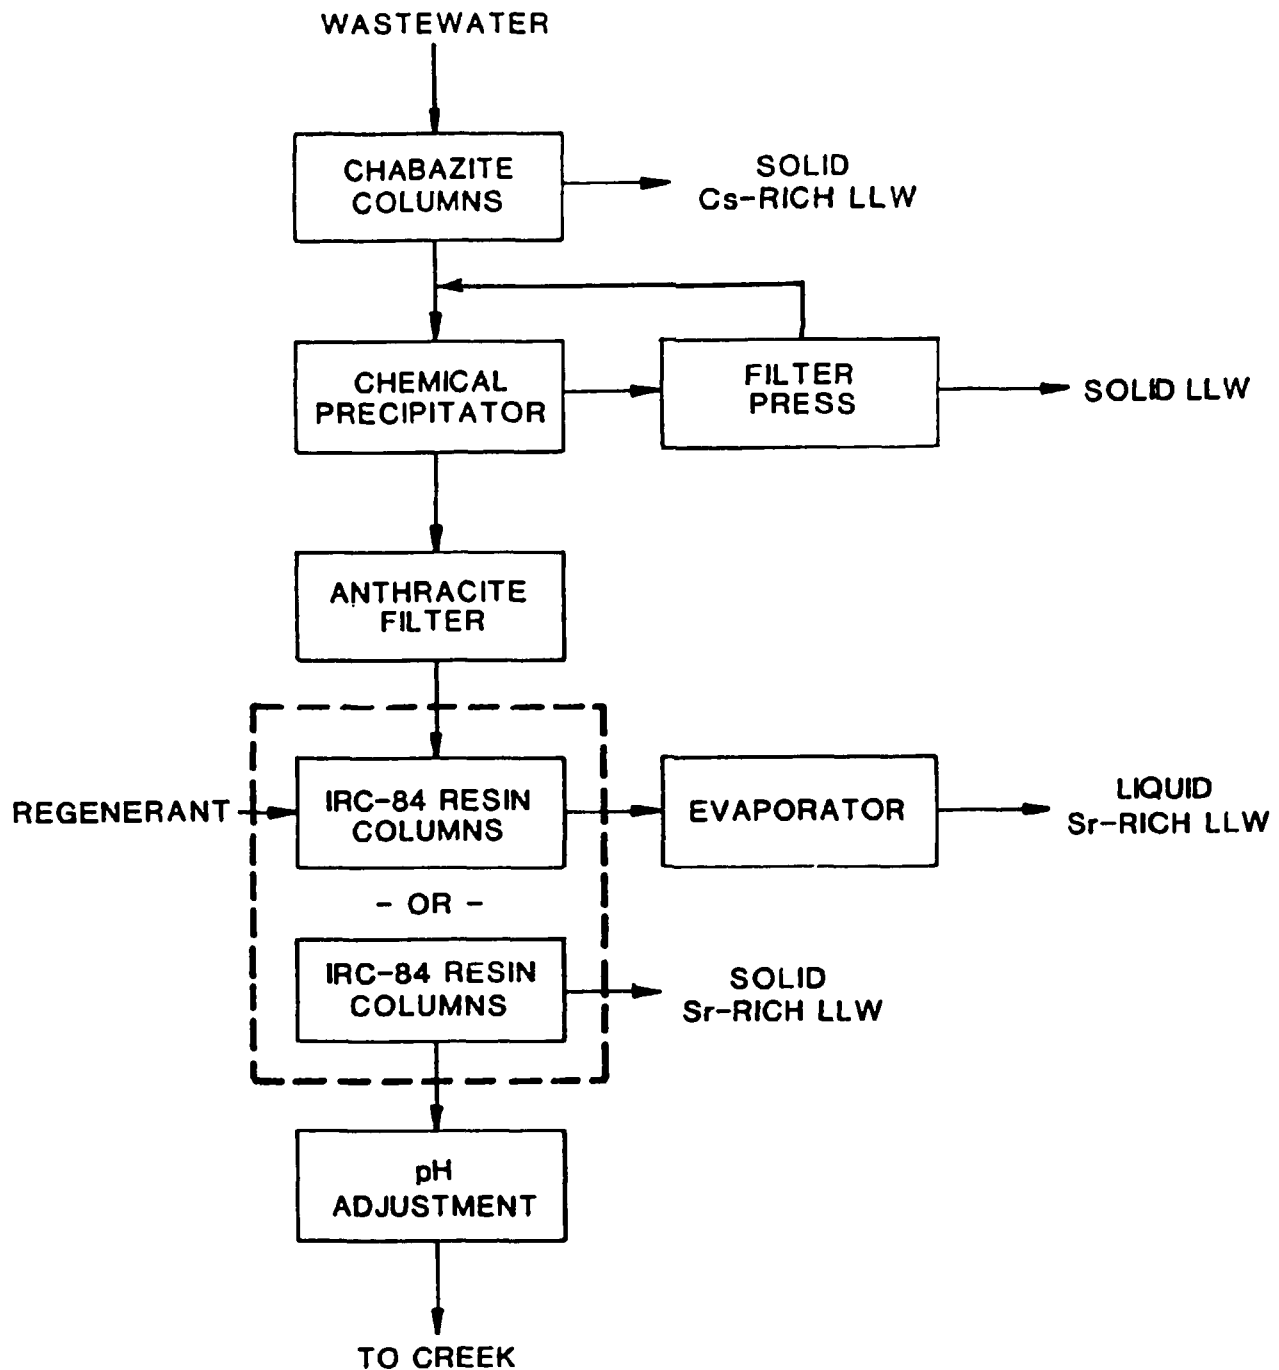 WASTEWATER
CHABAZITE
COLUMNS
SOLID
Cs-RICH LLW
CHEMICAL
PRECIPITATOR
FILTER
PRESS
SOLID LLW
ANTHRACITE
FILTER
REGENERANT
IRC-84 RESIN
COLUMNS
EVAPORATOR
LIQUID
Sr-RICH LLW
- OR -
IRC-84 RESIN
COLUMNS
SOLID
Sr-RICH LLW
pH
ADJUSTMENT
TO CREEK